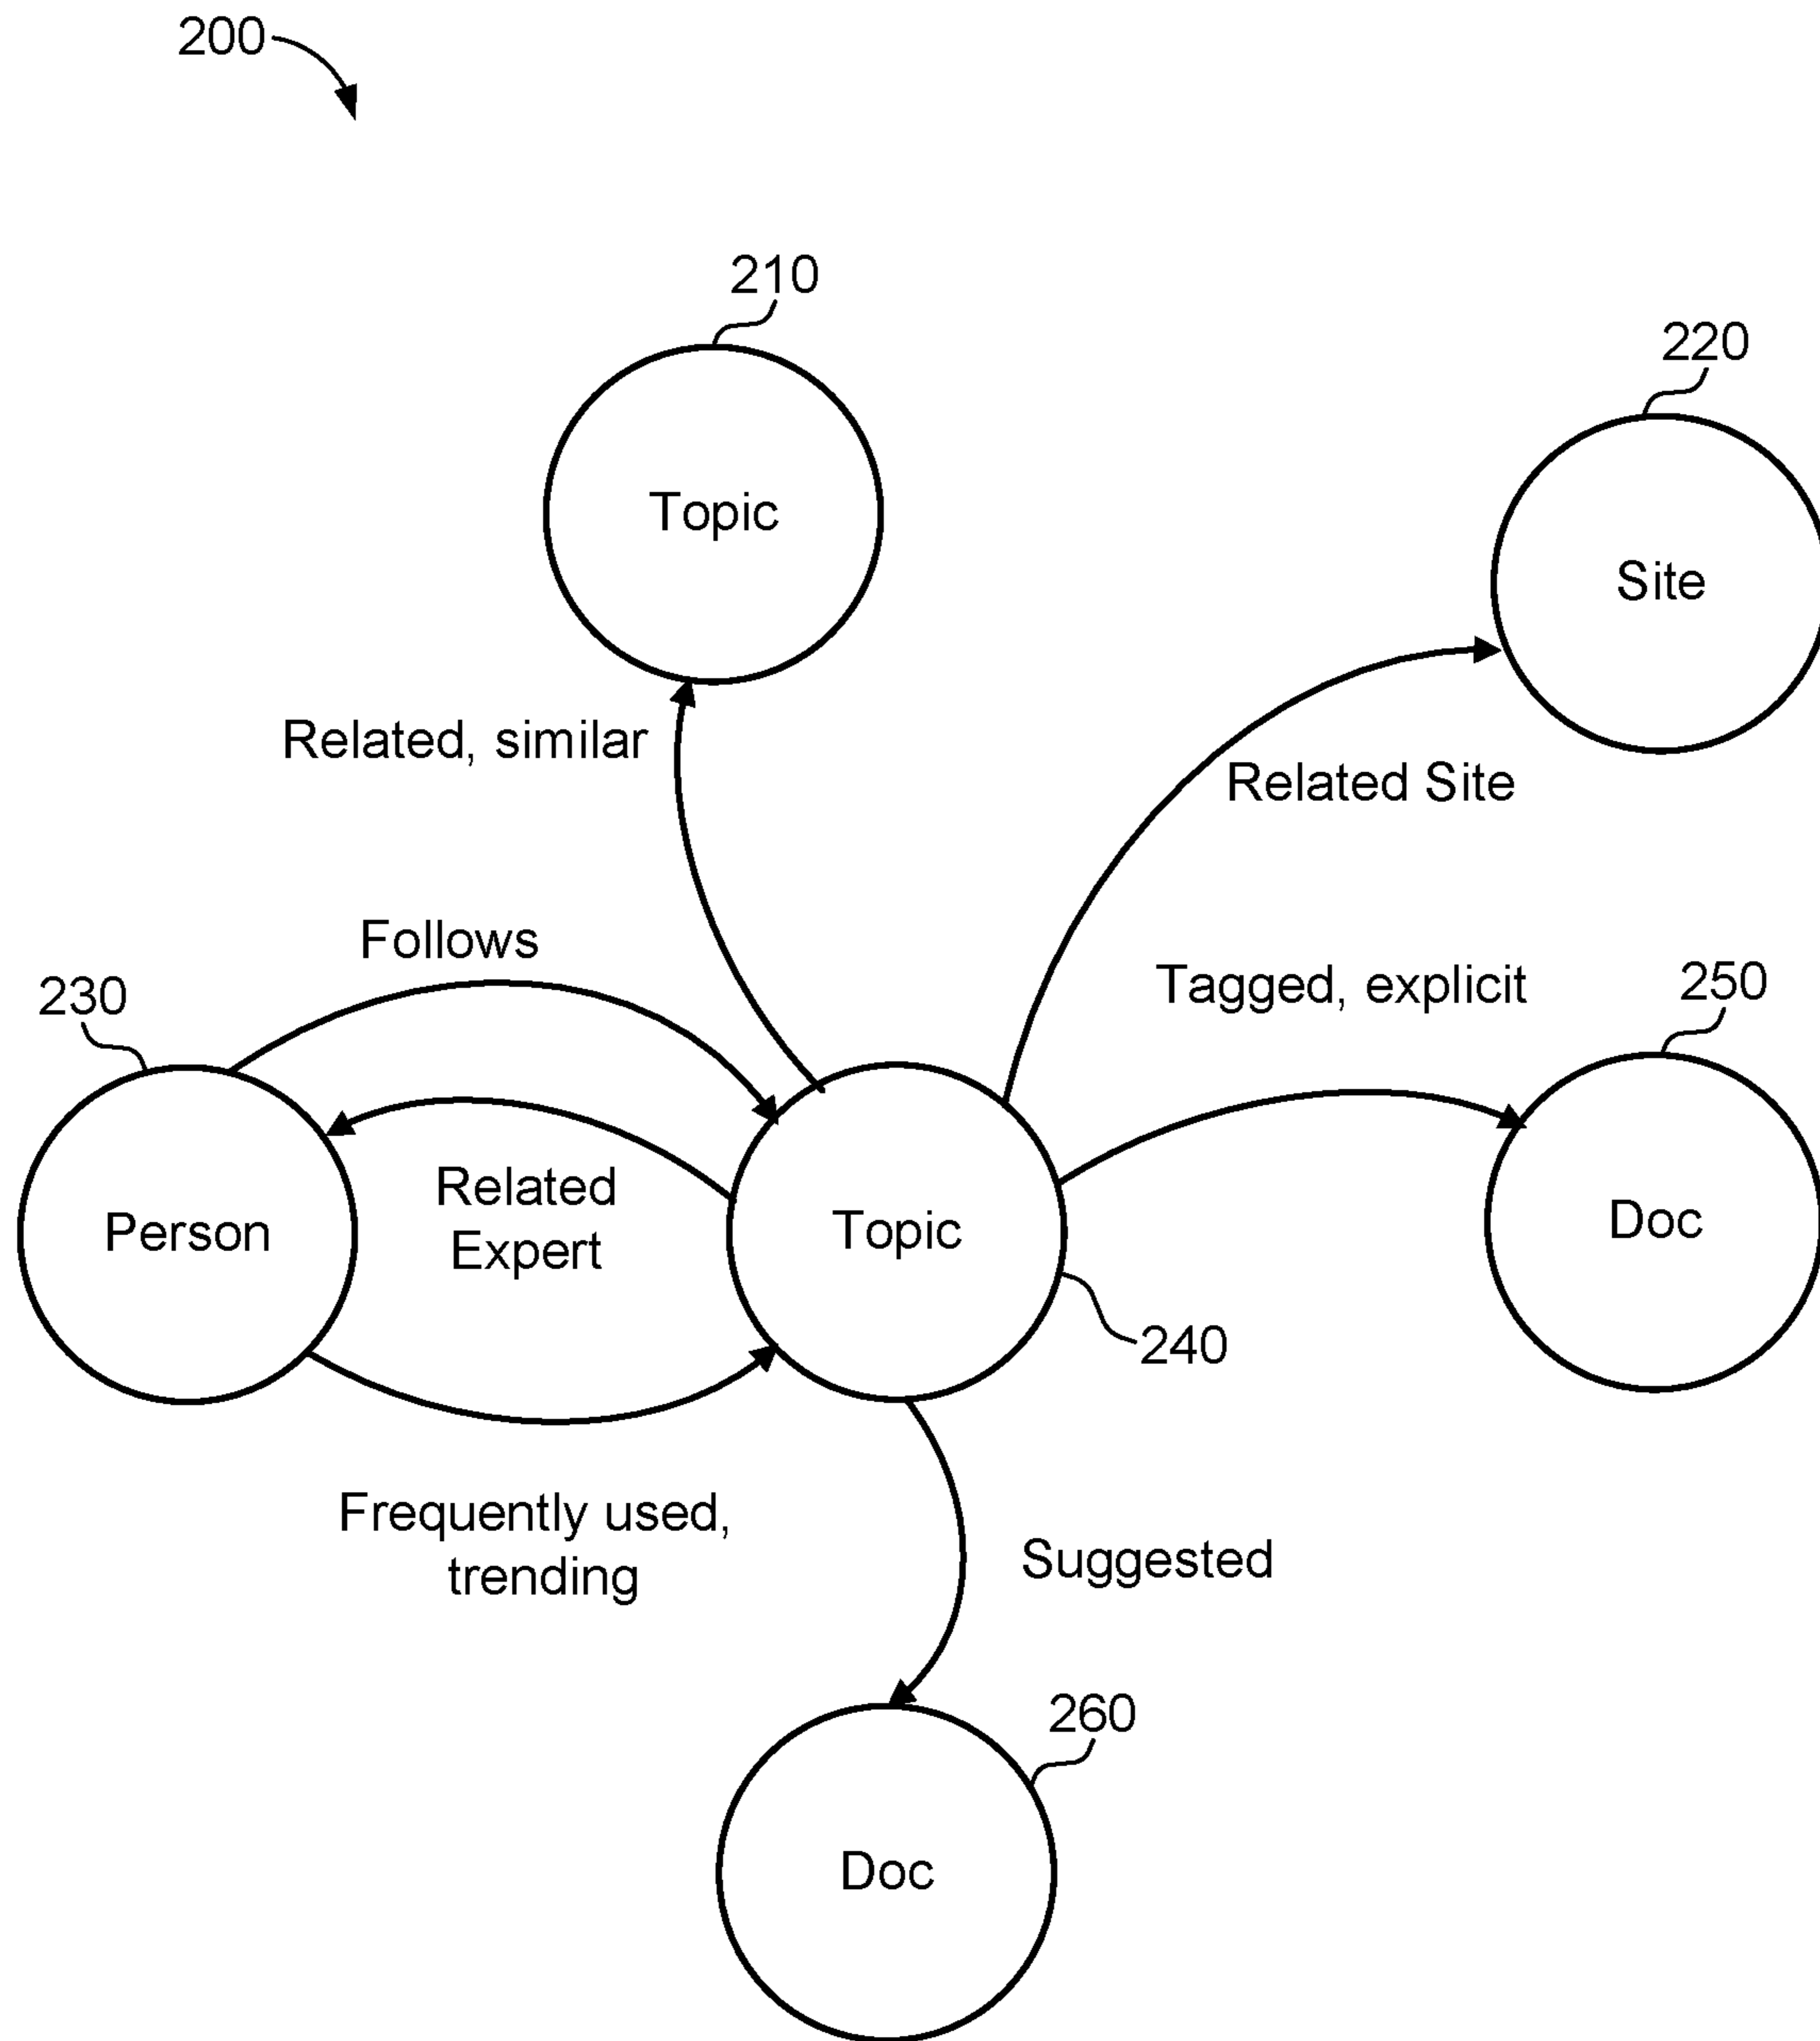 200
210
220
Topic
Site
Related, similar
Related Site
Follows
Tagged, explicit
230
250
Related
Expert
Person
Topic
Doc
240
Frequently used,
trending
Suggested
260
Doc